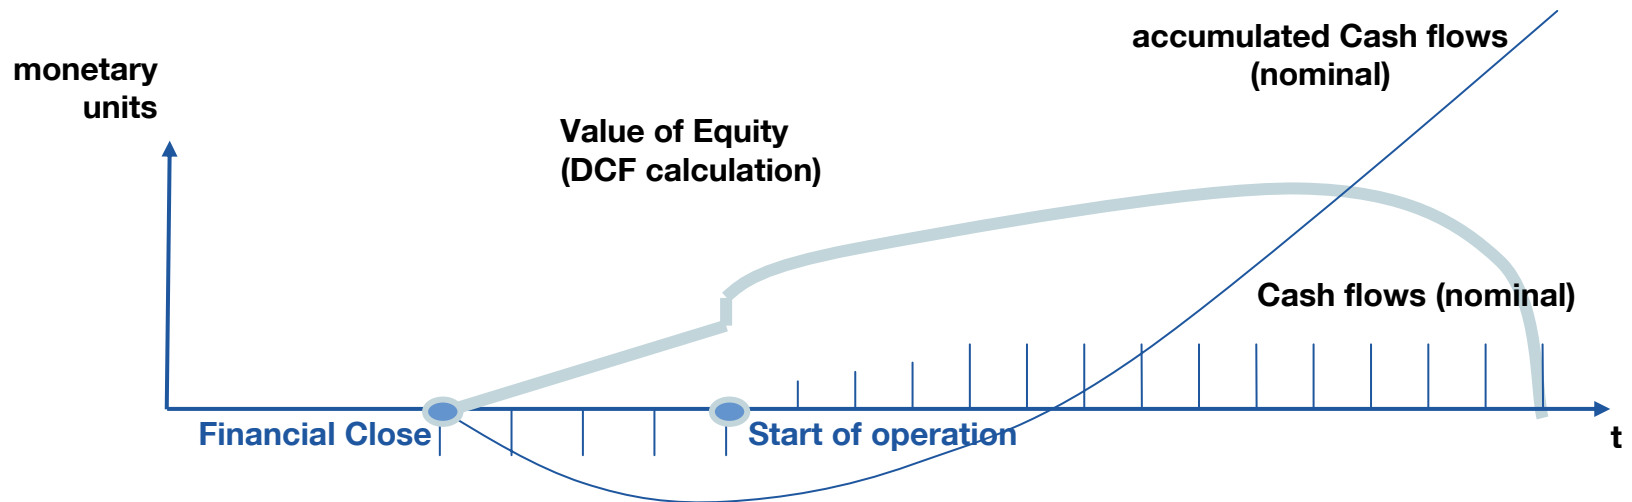 accumulated Cash flows
(nominal)
monetary
units
Value of Equity
(DCF calculation)
Cash flows (nominal)
Financial Close
Start of operation
t